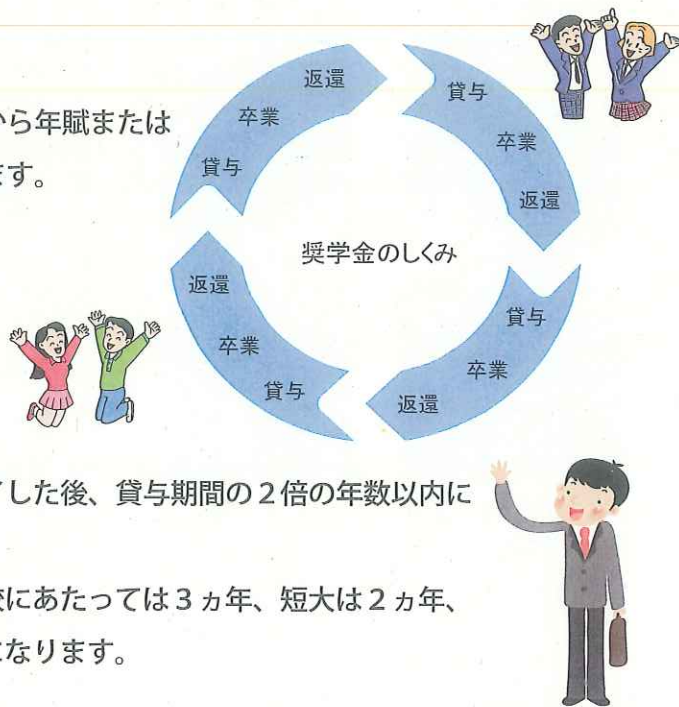 返還
卒業
貸与
貸与
卒業
返還
から年賦または
ます。
奨学金のしくみ
返還
卒業
貸与
貸与
卒業
返還
した後、貸与期間の2倍の年数以内に
にあたっては3ヵ年、短大は2ヵ年、
なります。